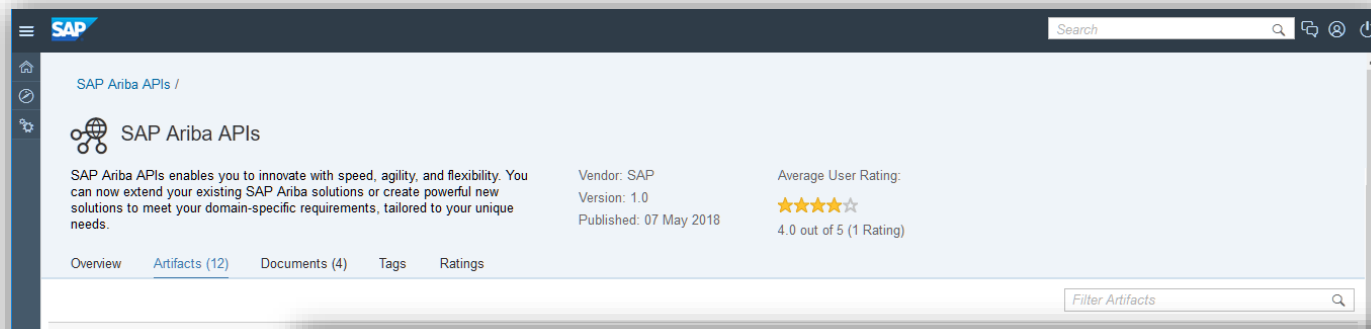 SAP
Search
SAP Ariba APIs /
SAP Ariba APIs
SAP Ariba APIs enables you to innovate with speed, agility, and flexibility. You
can now extend your existing SAP Ariba solutions or create powerful new
solutions to meet your domain-specific requirements, tailored to your unique
needs.
Vendor: SAP
Version: 1.0
Published: 07 May 2018
Average User Rating:
4.0 out of 5 (1 Rating)
Overview Artifacts (12) Documents (4) Tags Ratings
Filter Artifacts